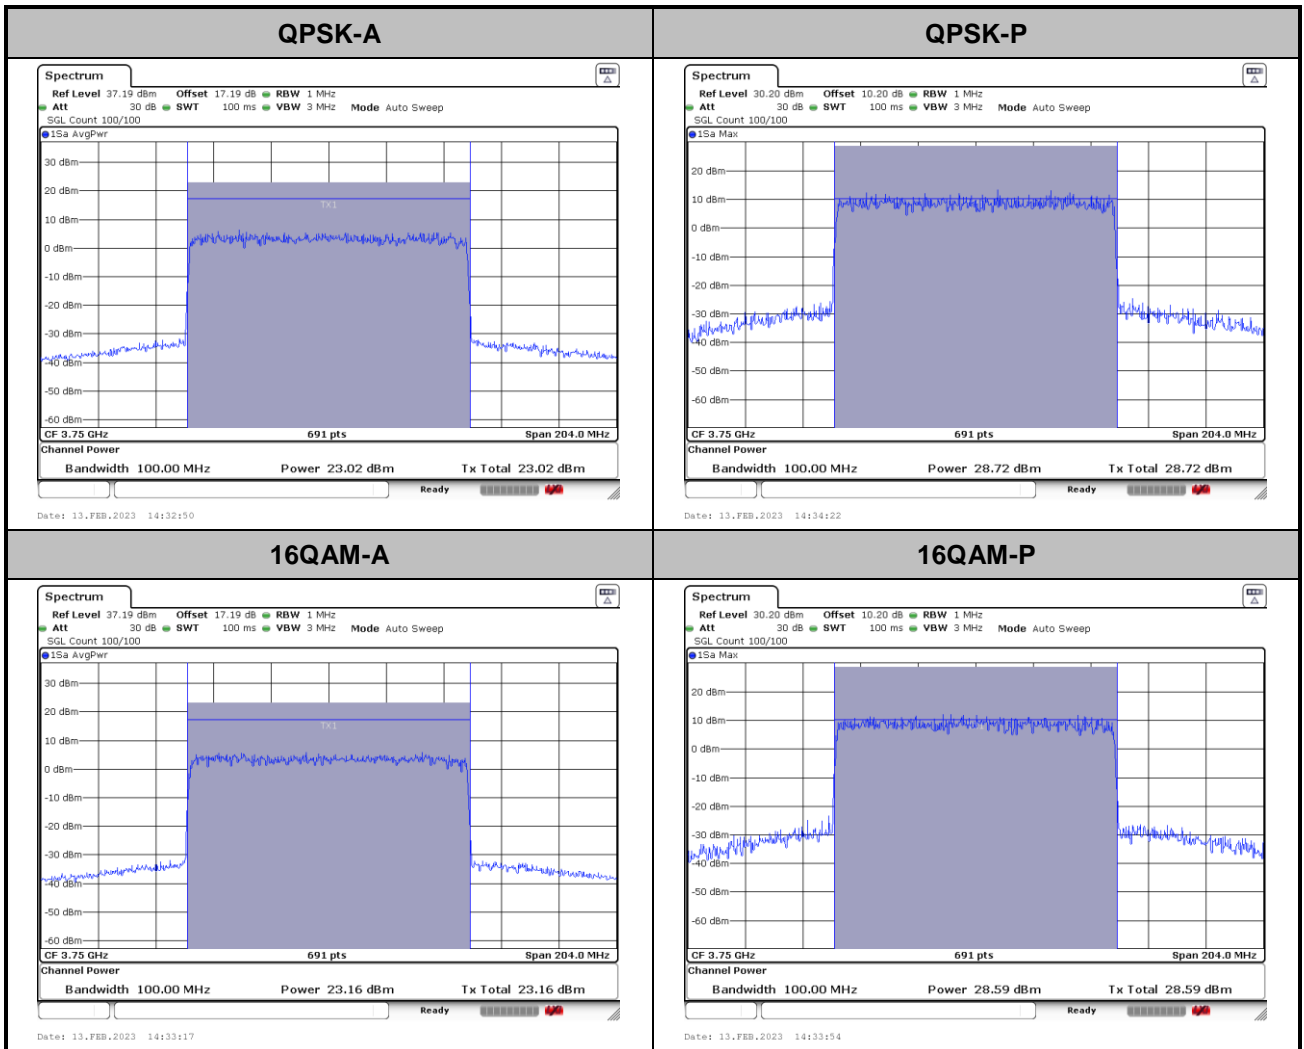 QPSK-A
Spectrum
Ref Level 37.19 dBm Offset 17.19 dB RBW 1 MHz
Att 30 dB SWT 100 ms VBW 3 MHz Mode Auto Sweep
SGL Count 100/100
1Sa AvgPwr
30 dBm
20 dBm
TX1
10 dBm
0 dBm
-10 dBm
-20 dBm
-30 dBm
-40 dBm
-50 dBm
-60 dBm
CF 3.75 GHz 691 pts Span 204.0 MHz
Channel Power
Bandwidth 100.00 MHz Power 23.02 dBm Tx Total 23.02 dBm
Ready
Date: 13.FEB.2023 14:32:50
QPSK-P
Spectrum
Ref Level 30.20 dBm Offset 10.20 dB RBW 1 MHz
Att 30 dB SWT 100 ms VBW 3 MHz Mode Auto Sweep
SGL Count 100/100
1Sa Max
20 dBm
10 dBm
0 dBm
-10 dBm
-20 dBm
-30 dBm
-40 dBm
-50 dBm
-60 dBm
CF 3.75 GHz 691 pts Span 204.0 MHz
Channel Power
Bandwidth 100.00 MHz Power 28.72 dBm Tx Total 28.72 dBm
Ready
Date: 13.FEB.2023 14:34:22
16QAM-A
Spectrum
Ref Level 37.19 dBm Offset 17.19 dB RBW 1 MHz
Att 30 dB SWT 100 ms VBW 3 MHz Mode Auto Sweep
SGL Count 100/100
1Sa AvgPwr
30 dBm
20 dBm
TX1
10 dBm
0 dBm
-10 dBm
-20 dBm
-30 dBm
-40 dBm
-50 dBm
-60 dBm
CF 3.75 GHz 691 pts Span 204.0 MHz
Channel Power
Bandwidth 100.00 MHz Power 23.16 dBm Tx Total 23.16 dBm
Ready
Date: 13.FEB.2023 14:33:17
16QAM-P
Spectrum
Ref Level 30.20 dBm Offset 10.20 dB RBW 1 MHz
Att 30 dB SWT 100 ms VBW 3 MHz Mode Auto Sweep
SGL Count 100/100
1Sa Max
20 dBm
10 dBm
0 dBm
-10 dBm
-20 dBm
-30 dBm
-40 dBm
-50 dBm
-60 dBm
CF 3.75 GHz 691 pts Span 204.0 MHz
Channel Power
Bandwidth 100.00 MHz Power 28.59 dBm Tx Total 28.59 dBm
Ready
Date: 13.FEB.2023 14:33:54